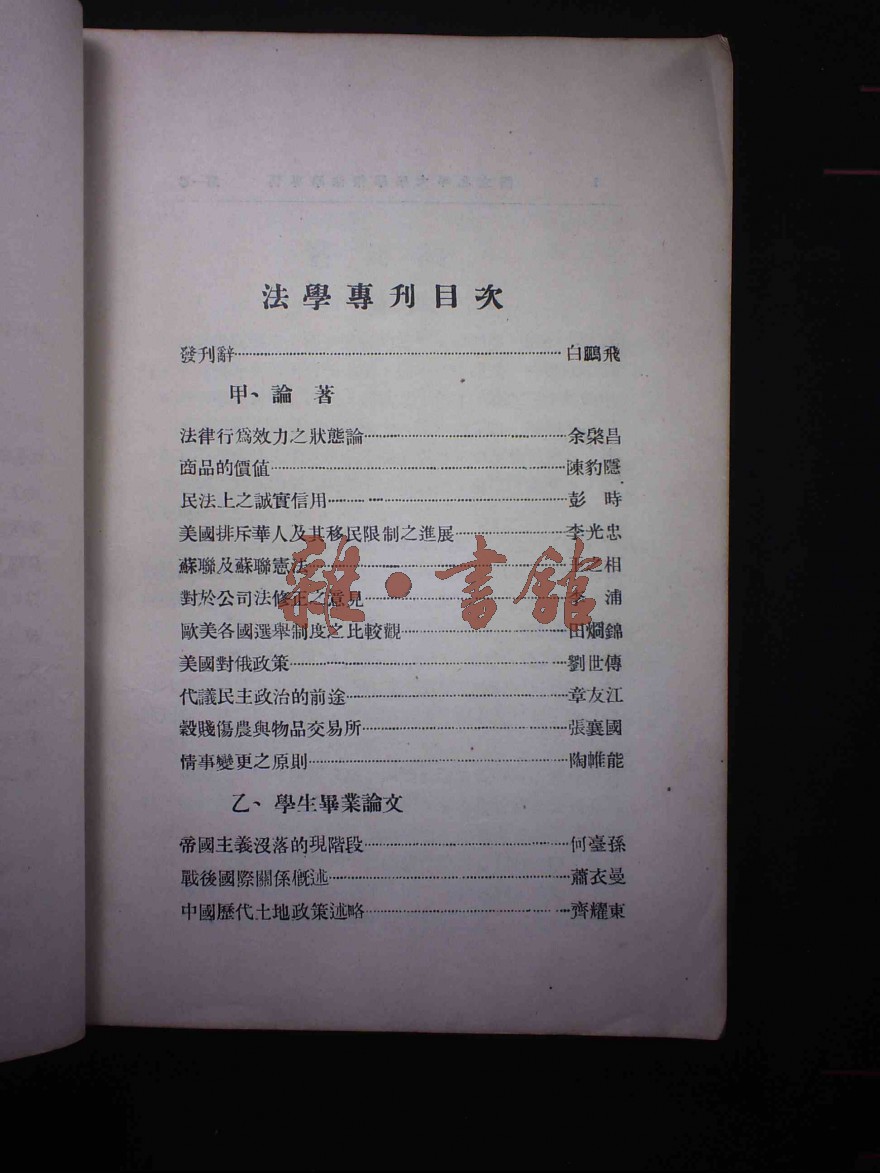 法學專刊目次
發刊辭……白鵬飛
甲、論著
法律行爲效力之狀態論……余棨昌
商品的價值……陳豹隱
民法上之誠實信用……彭時
美國排斥華人及其移民限制之進展……李光忠
蘇聯及蘇聯憲法……之相
對於公司法修正之意見……李浦
歐美各國選舉制度之比較觀……田烱錦
美國對俄政策……劉世傳
代議民主政治的前途……章友江
穀賤傷農與物品交易所……張襄國
情事變更之原則……陶惟能
乙、學生畢業論文
帝國主義沒落的現階段……何臺孫
戰後國際關係槪述……蕭衣曼
中國歷代土地政策述略……齊耀東
雜·書館